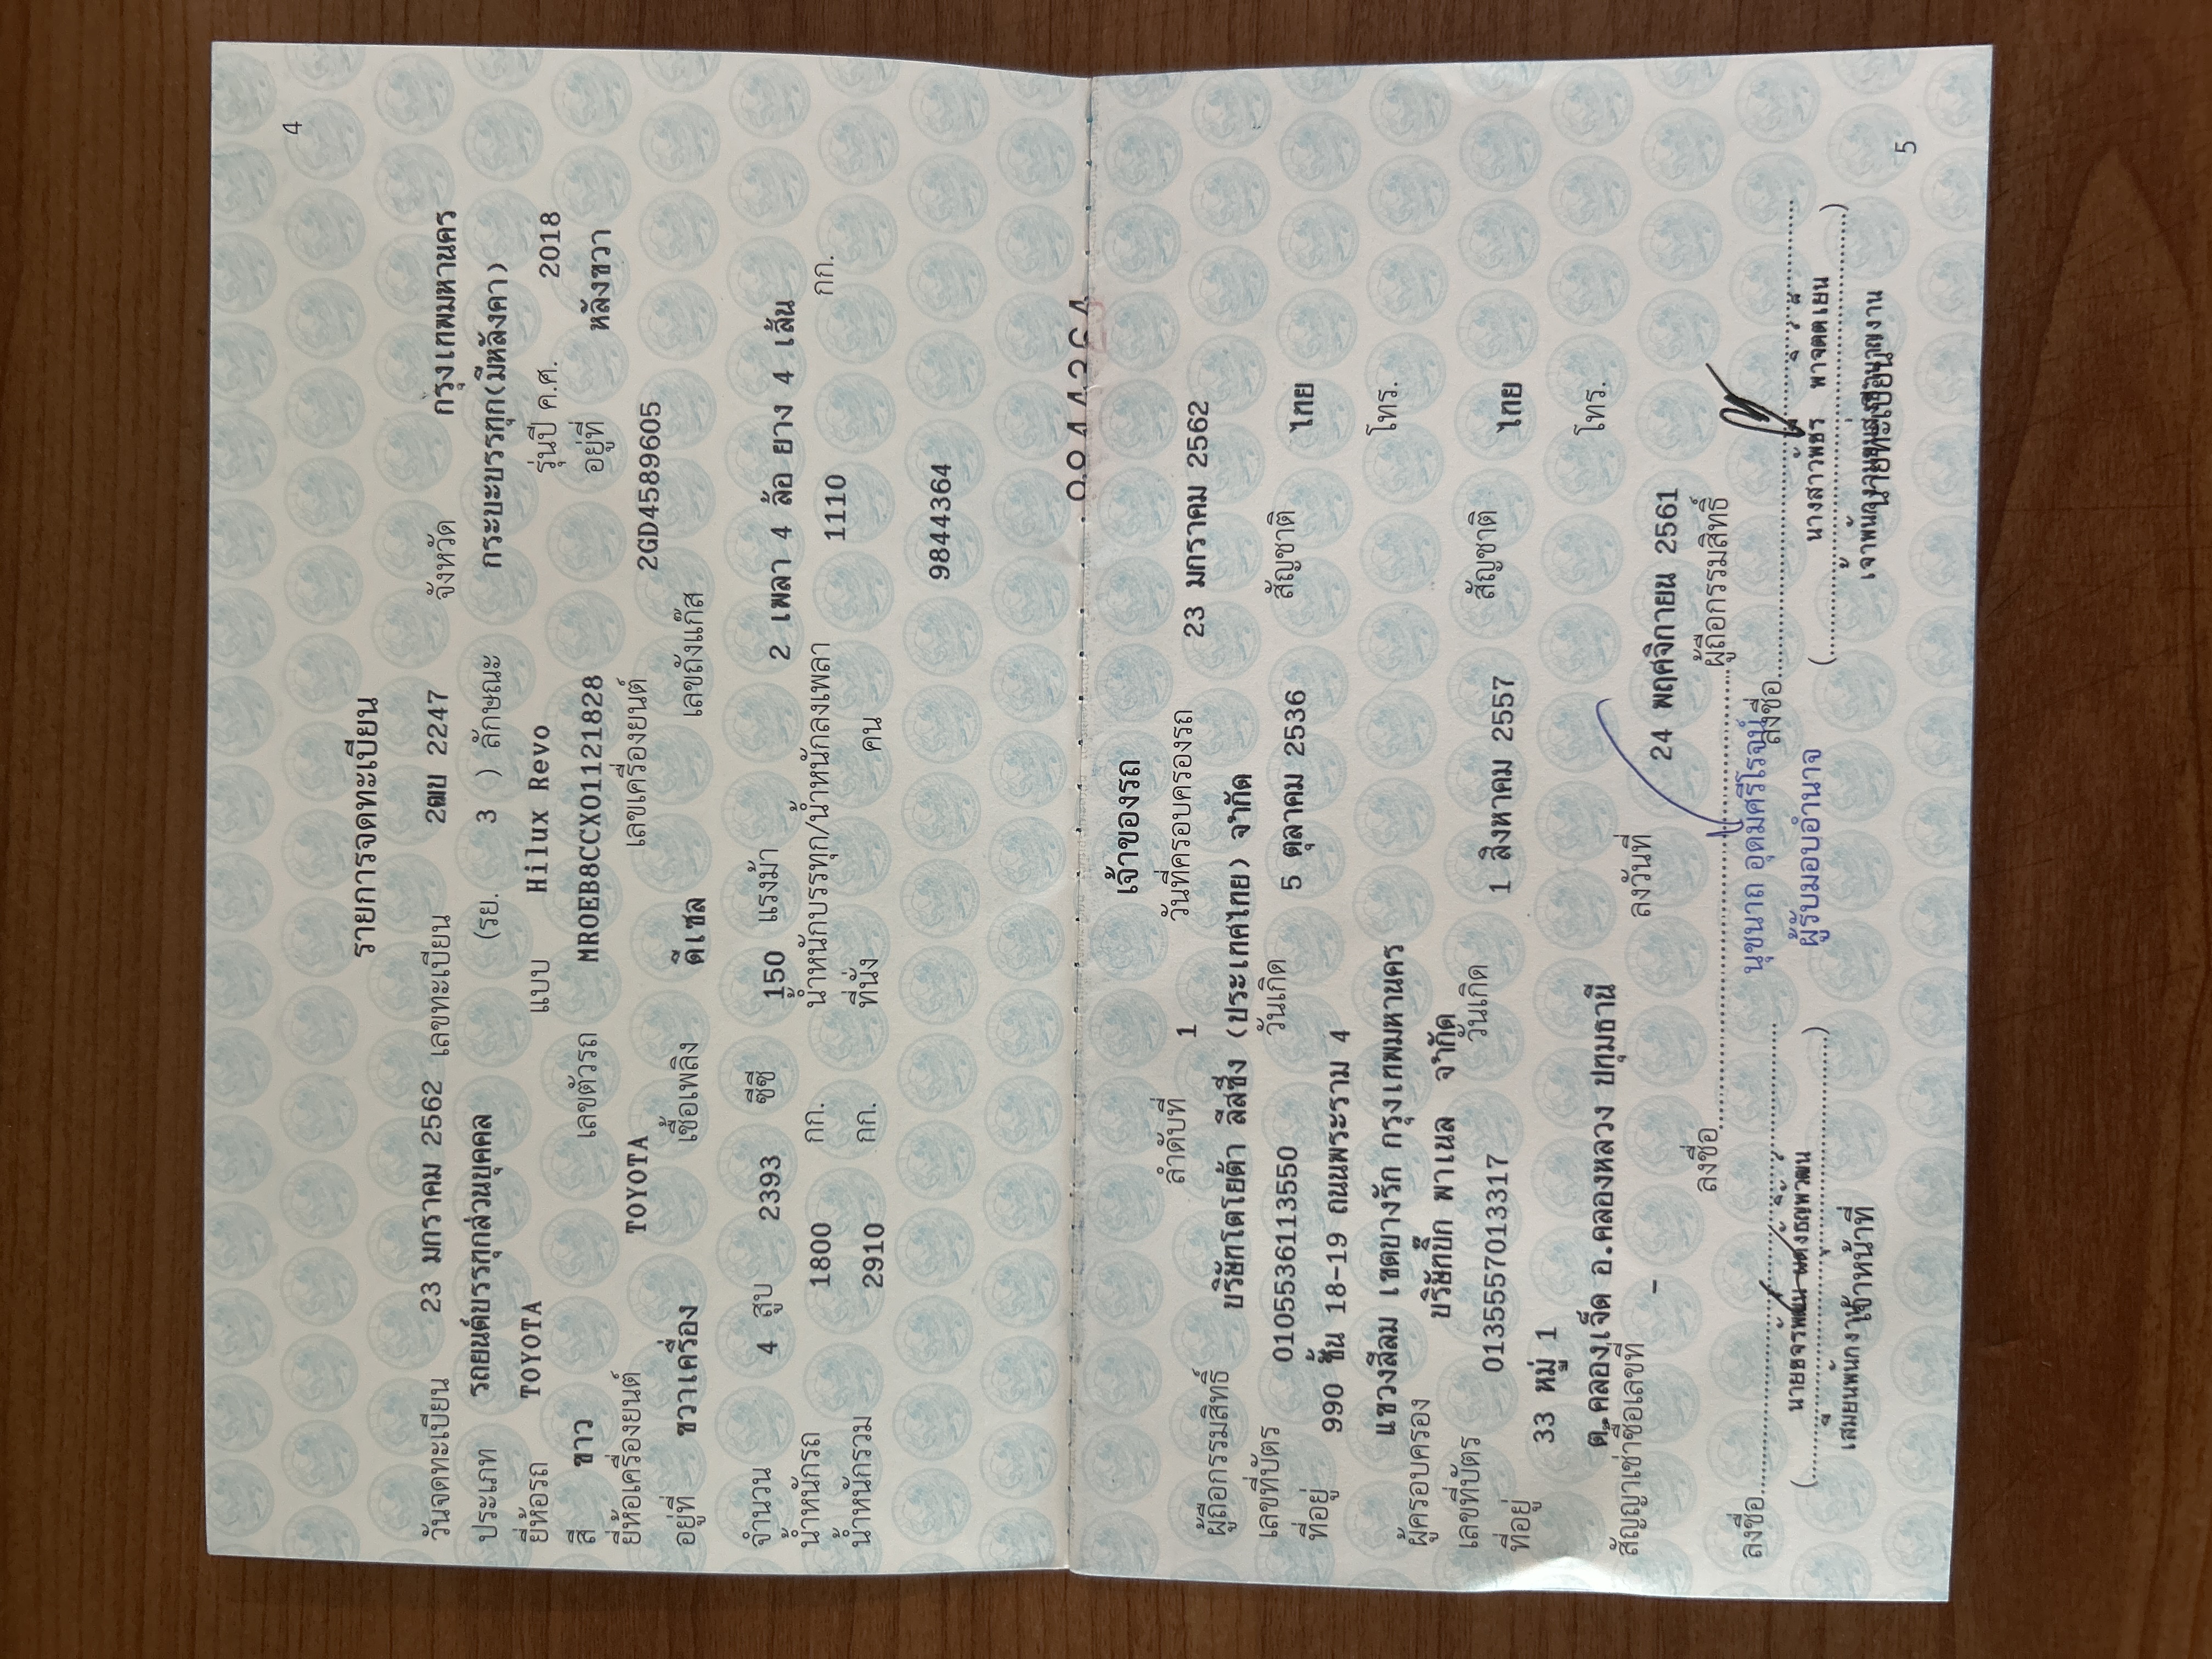 4
รายการจดทะเบียน
วันจดทะเบียน 23 มกราคม 2562 เลขทะเบียน 2ฒบ 2247 จังหวัด กรุงเทพมหานคร
ประเภท รถยนต์บรรทุกส่วนบุคคล (รย. 3 ) ลักษณะ กระบะบรรทุก(มีหลังคา)
ยี่ห้อรถ TOYOTA แบบ Hilux Revo รุ่นปี ค.ศ. 2018
สี ขาว เลขตัวรถ MR0EB8CCX01121828 อยู่ที่ หลังขวา
ยี่ห้อเครื่องยนต์ TOYOTA เลขเครื่องยนต์ 2GD4589605
อยู่ที่ ขวาเครื่อง เชื้อเพลิง ดีเซล เลขถังแก๊ส
จำนวน 4 สูบ 2393 ซีซี 150 แรงม้า 2 เพลา 4 ล้อ ยาง 4 เส้น
น้ำหนักรถ 1800 กก. น้ำหนักบรรทุก/น้ำหนักลงเพลา 1110 กก.
น้ำหนักรวม 2910 กก. ที่นั่ง คน
9844364
เจ้าของรถ
ลำดับที่ 1 วันที่ครอบครองรถ 23 มกราคม 2562
ผู้ถือกรรมสิทธิ์ บริษัทโตโยต้า ลีสซิ่ง (ประเทศไทย) จำกัด
เลขที่บัตร 0105536113550 วันเกิด 5 ตุลาคม 2536 สัญชาติ ไทย
ที่อยู่ 990 ชั้น 18-19 ถนนพระราม 4
แขวงสีลม เขตบางรัก กรุงเทพมหานคร โทร.
ผู้ครอบครอง บริษัทบิ๊ก พาเนล จำกัด
เลขที่บัตร 0135557013317 วันเกิด 1 สิงหาคม 2557 สัญชาติ ไทย
ที่อยู่ 33 หมู่ 1
ต.คลองเจ็ด อ.คลองหลวง ปทุมธานี โทร.
สัญญาเช่าซื้อเลขที่ - ลงวันที่ 24 พฤศจิกายน 2561
ลงชื่อ ผู้ถือกรรมสิทธิ์
นุชนาถ อุดมศรีโรจน์
ผู้รับมอบอำนาจ
ลงชื่อ ลงชื่อ
เจ้าหน้าที่ นายทะเบียน
5